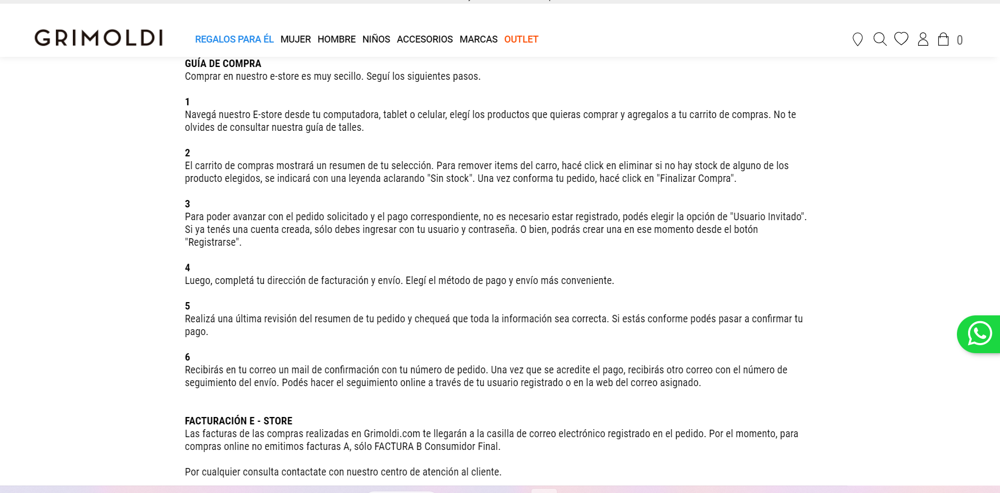 GRIMOLDI
REGALOS PARA ÉL MUJER HOMBRE NIÑOS ACCESORIOS MARCAS OUTLET
0
GUÍA DE COMPRA
Comprar en nuestro e-store es muy secillo. Seguí los siguientes pasos.
1
Navegá nuestro E-store desde tu computadora, tablet o celular, elegí los productos que quieras comprar y agregalos a tu carrito de compras. No te
olvides de consultar nuestra guía de talles.
2
El carrito de compras mostrará un resumen de tu selección. Para remover items del carro, hacé click en eliminar si no hay stock de alguno de los
producto elegidos, se indicará con una leyenda aclarando "Sin stock". Una vez conforma tu pedido, hacé click en "Finalizar Compra".
3
Para poder avanzar con el pedido solicitado y el pago correspondiente, no es necesario estar registrado, podés elegir la opción de "Usuario Invitado".
Si ya tenés una cuenta creada, sólo debes ingresar con tu usuario y contraseña. O bien, podrás crear una en ese momento desde el botón
"Registrarse".
4
Luego, completá tu dirección de facturación y envío. Elegí el método de pago y envío más conveniente.
5
Realizá una última revisión del resumen de tu pedido y chequeá que toda la información sea correcta. Si estás conforme podés pasar a confirmar tu
pago.
6
Recibirás en tu correo un mail de confirmación con tu número de pedido. Una vez que se acredite el pago, recibirás otro correo con el número de
seguimiento del envío. Podés hacer el seguimiento online a través de tu usuario registrado o en la web del correo asignado.
FACTURACIÓN E - STORE
Las facturas de las compras realizadas en Grimoldi.com te llegarán a la casilla de correo electrónico registrado en el pedido. Por el momento, para
compras online no emitimos facturas A, sólo FACTURA B Consumidor Final.
Por cualquier consulta contactate con nuestro centro de atención al cliente.